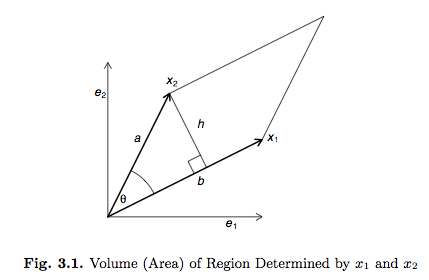 x₂
e₂
h
a
x₁
b
θ
e₁
Fig. 3.1. Volume (Area) of Region Determined by x₁ and x₂